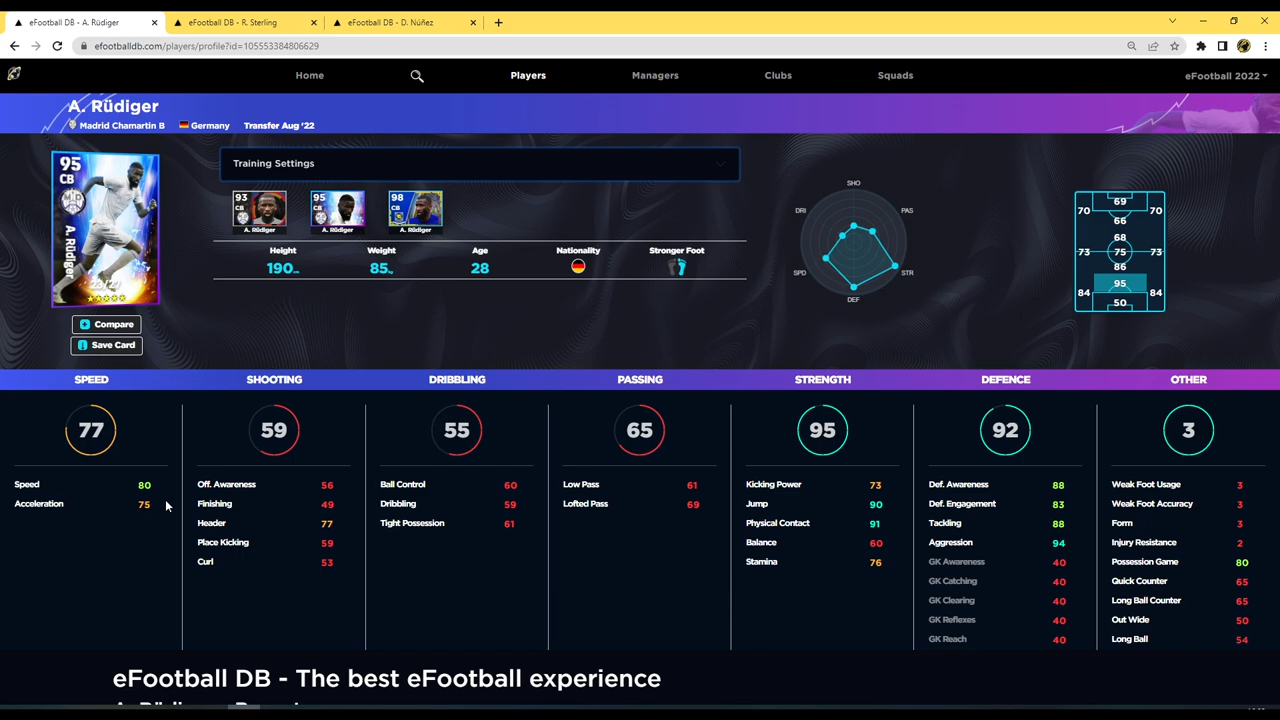 eFootball DB - A. Rüdiger
eFootball DB - R. Sterling
eFootball DB - D. Núñez
efootballdb.com/players/profile?id=105553384806629
Home
Players
Managers
Clubs
Squads
eFootball 2022
A. Rüdiger
Madrid Chamartin B
Germany
Transfer Aug '22
95
CB
A. Rüdiger
Compare
Save Card
Training Settings
93
CB
A. Rüdiger
95
CB
A. Rüdiger
98
CB
A. Rüdiger
Height
190
Weight
85
Age
28
Nationality
Stronger Foot
SHO
PAS
STR
DEF
SPD
DRI
69
70 70
66
68
73 75 73
86
95
84 84
50
SPEED
77
Speed 80
Acceleration 75
SHOOTING
59
Off. Awareness 56
Finishing 49
Header 77
Place Kicking 59
Curl 53
DRIBBLING
55
Ball Control 60
Dribbling 59
Tight Possession 61
PASSING
65
Low Pass 61
Lofted Pass 69
STRENGTH
95
Kicking Power 73
Jump 90
Physical Contact 91
Balance 60
Stamina 76
DEFENCE
92
Def. Awareness 88
Def. Engagement 83
Tackling 88
Aggression 94
GK Awareness 40
GK Catching 40
GK Clearing 40
GK Reflexes 40
GK Reach 40
OTHER
3
Weak Foot Usage 3
Weak Foot Accuracy 3
Form 3
Injury Resistance 2
Possession Game 80
Quick Counter 65
Long Ball Counter 65
Out Wide 50
Long Ball 54
eFootball DB - The best eFootball experience